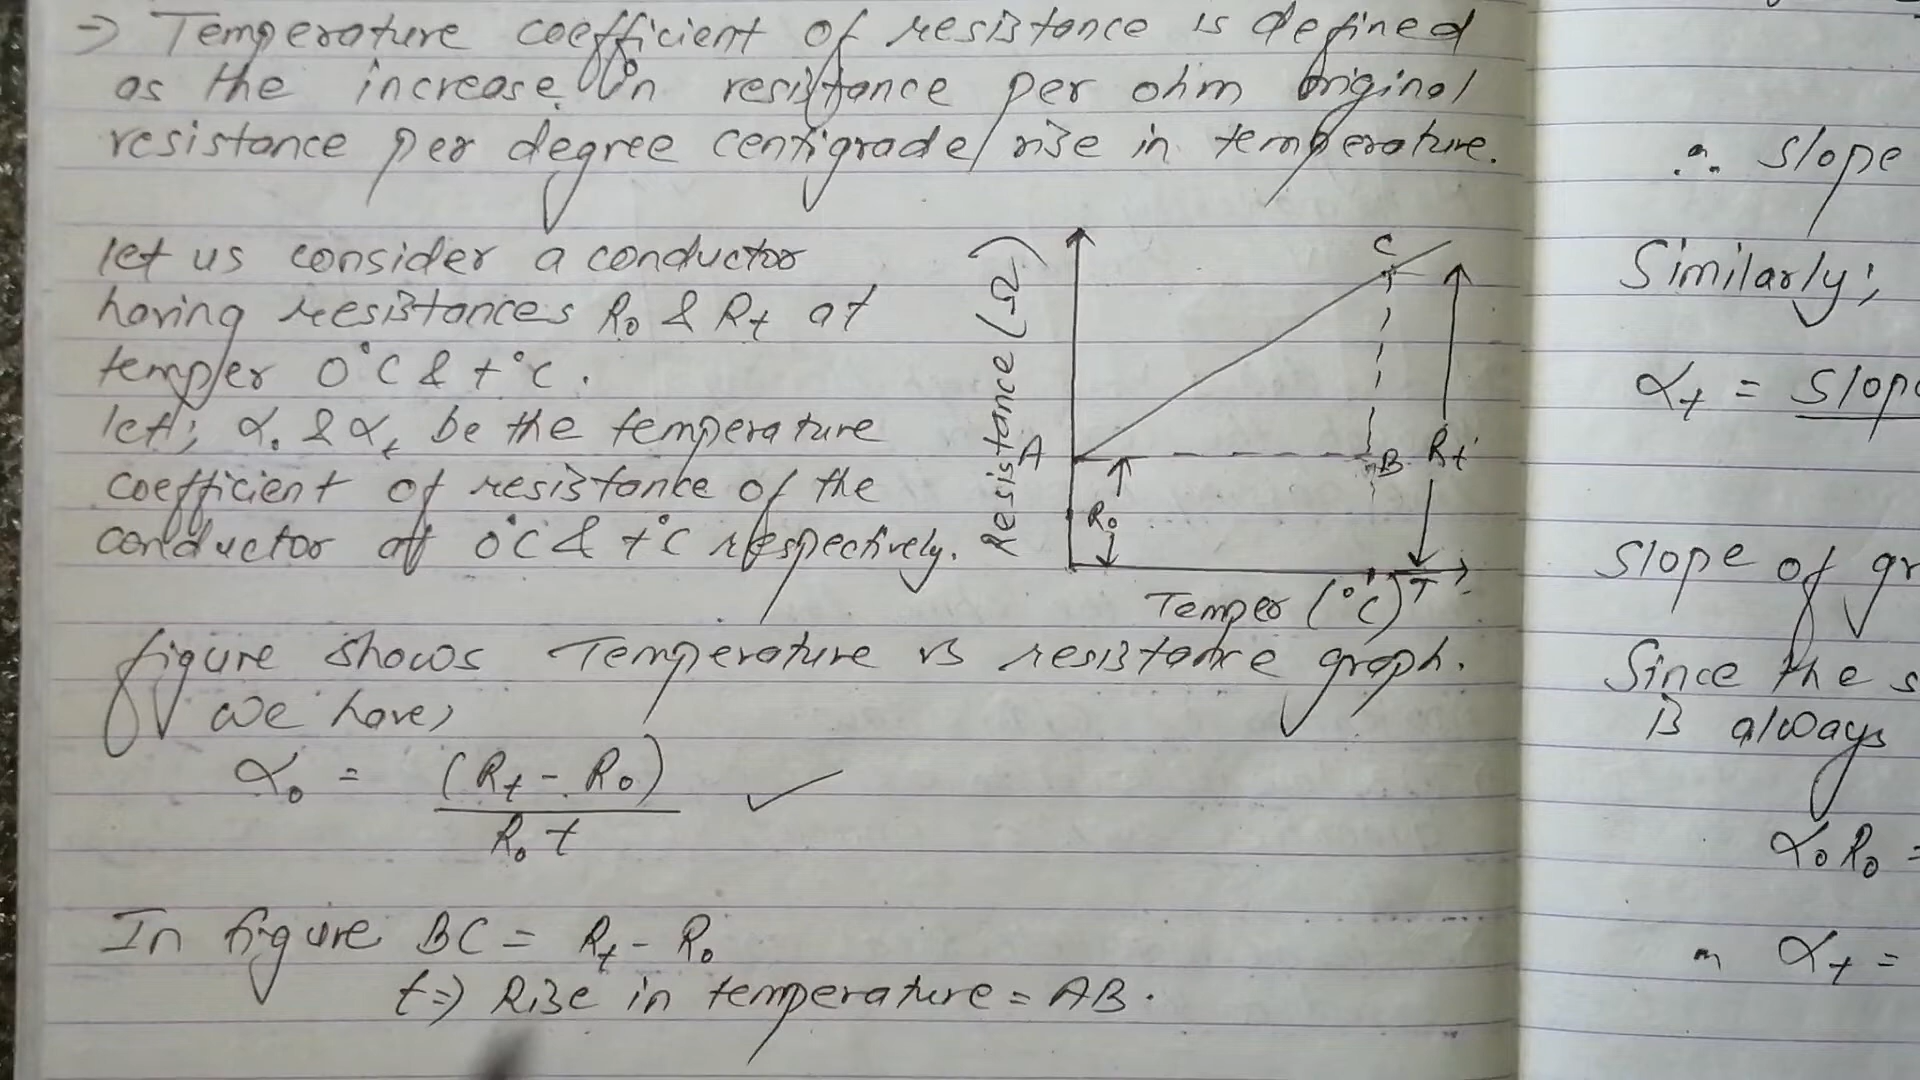 => Temperature coefficient of resistance is defined
as the increase in resistance per ohm original
resistance per degree centigrade rise in temperature.
let us consider a conductor
having resistances R₀ & Rₜ at
temper 0°C & t°C.
let; α₀ & αₜ be the temperature
coefficient of resistance of the
conductor at 0°C & t°C respectively.
Resistance (Ω)
C
A
B
Rₜ
R₀
T
Temper (°C)
figure shows Temperature vs resistance graph.
We have,
α₀ = (Rₜ - R₀) / R₀ t ✓
In figure BC = Rₜ - R₀
t => Rise in temperature = AB.
∴ slope
Similarly;
αₜ = slop
Slope of gr
Since the s
is always
α₀ R₀ =
αₜ =